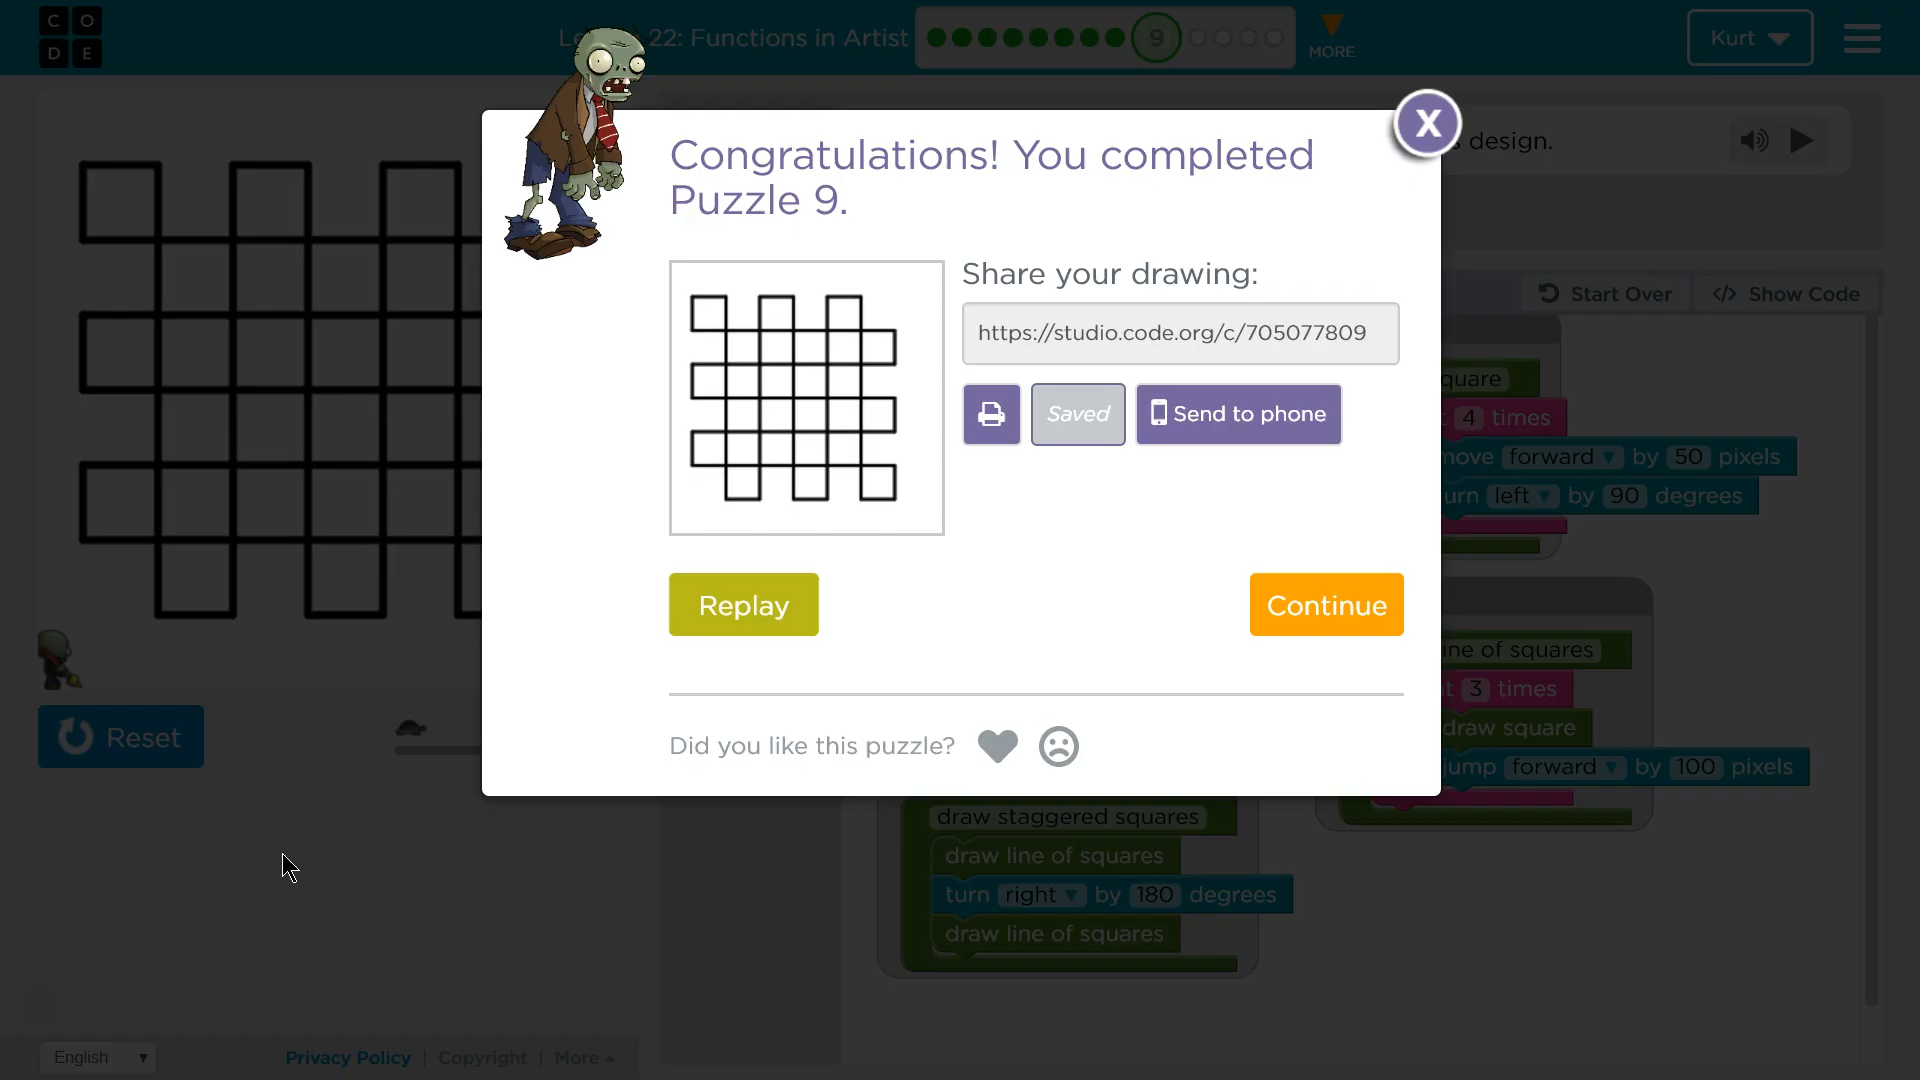 C O
D E
22: Functions in Artist
9
MORE
Kurt
X
Congratulations! You completed
Puzzle 9.
design.
Share your drawing:
https://studio.code.org/c/705077809
Saved
Send to phone
Start Over
</> Show Code
4 times
forward by 50 pixels
left by 90 degrees
Replay
Continue
3 times
draw square
jump forward by 100 pixels
of squares
Reset
Did you like this puzzle?
draw staggered squares
draw line of squares
turn right by 180 degrees
draw line of squares
English
Privacy Policy | Copyright | More